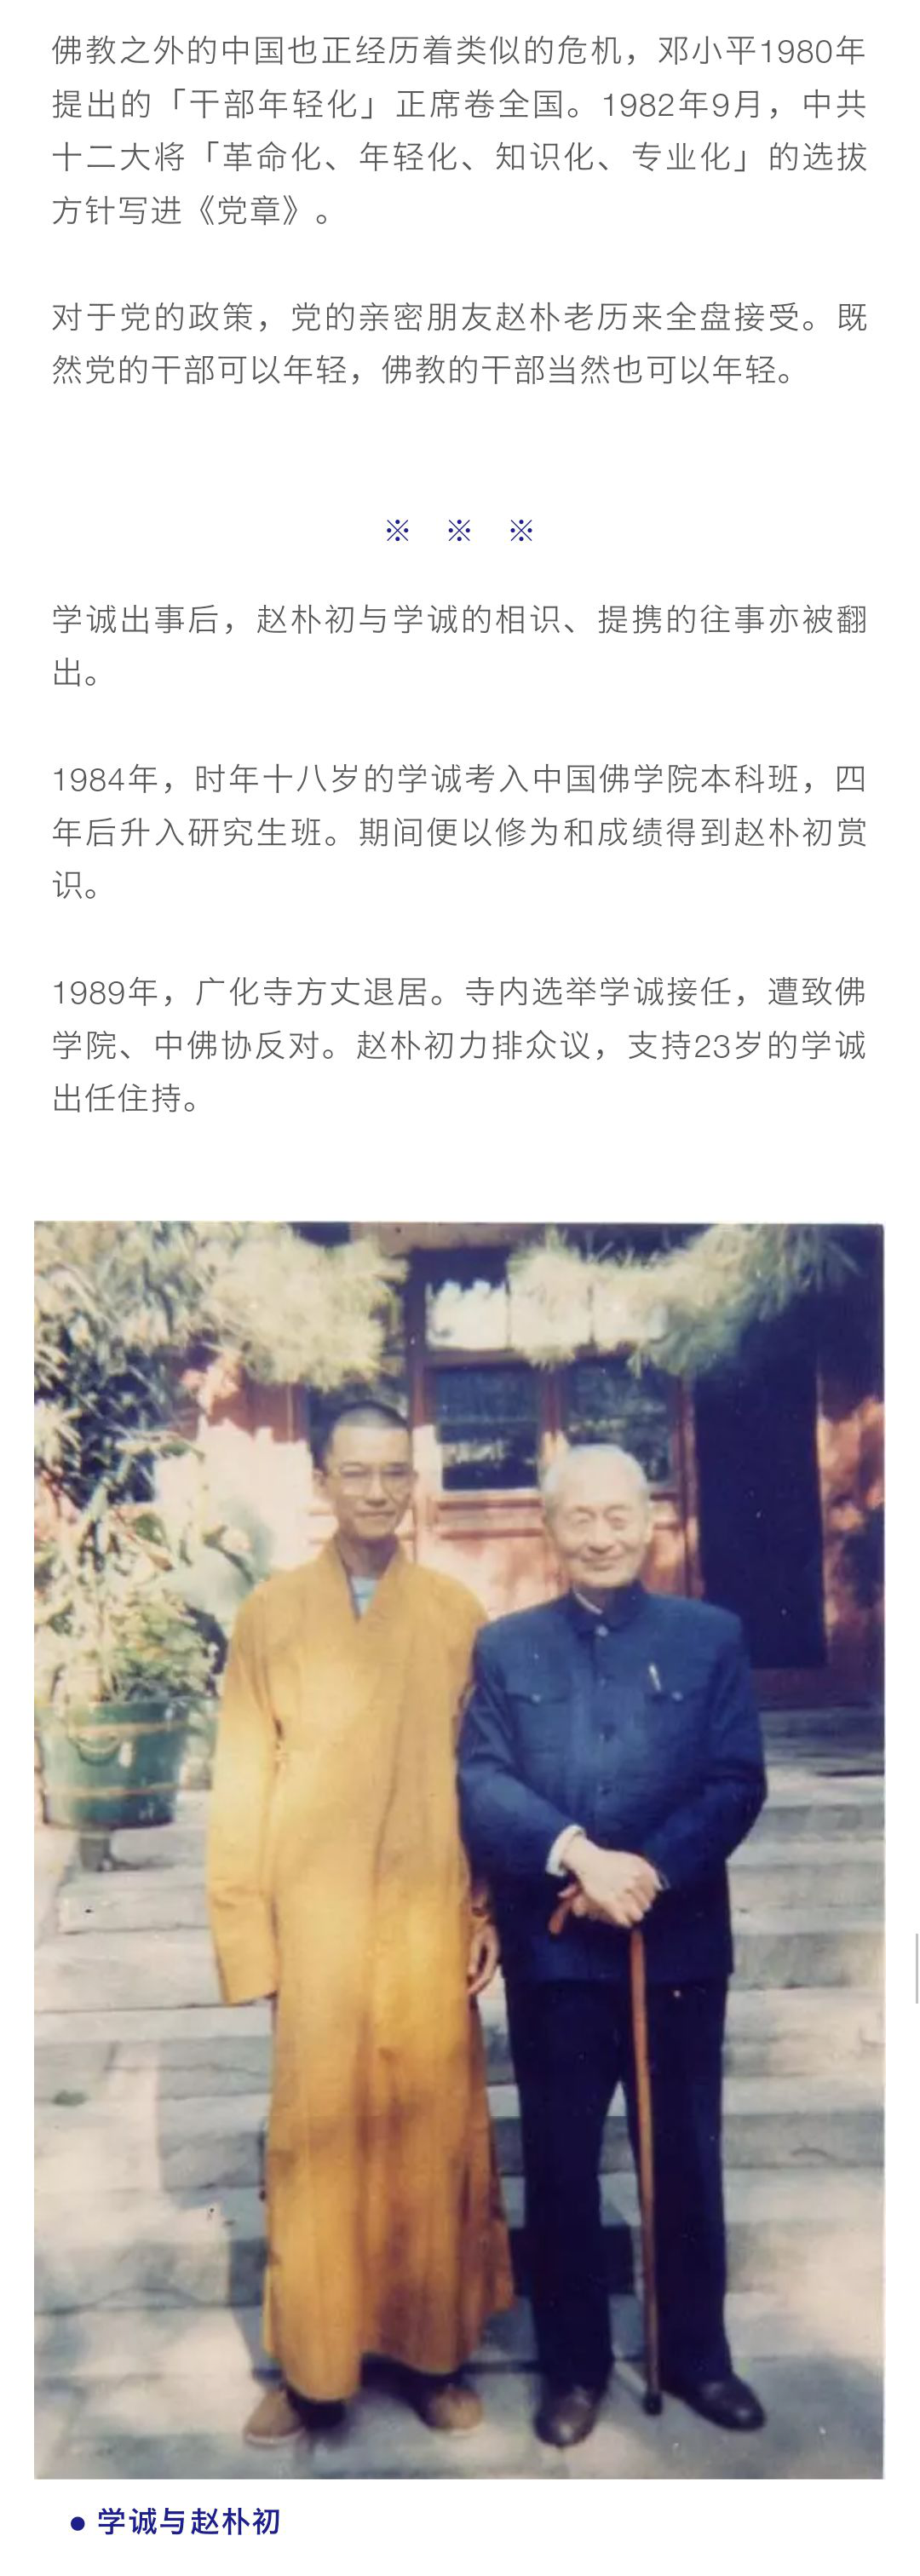 佛教之外的中国也正经历着类似的危机，邓小平1980年
提出的「干部年轻化」正席卷全国。1982年9月，中共
十二大将「革命化、年轻化、知识化、专业化」的选拔
方针写进《党章》。
对于党的政策，党的亲密朋友赵朴老历来全盘接受。既
然党的干部可以年轻，佛教的干部当然也可以年轻。
※ ※ ※
学诚出事后，赵朴初与学诚的相识、提携的往事亦被翻
出。
1984年，时年十八岁的学诚考入中国佛学院本科班，四
年后升入研究生班。期间便以修为和成绩得到赵朴初赏
识。
1989年，广化寺方丈退居。寺内选举学诚接任，遭致佛
学院、中佛协反对。赵朴初力排众议，支持23岁的学诚
出任住持。
● 学诚与赵朴初